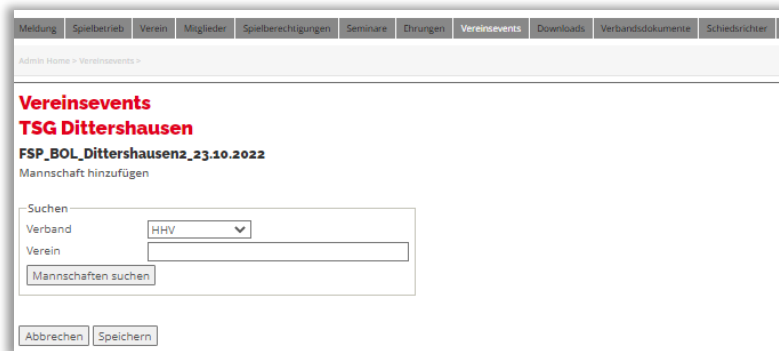 Meldung Spielbetrieb Verein Mitglieder Spielberechtigungen Seminare Ehrungen Vereinsevents Downloads Verbandsdokumente Schiedsrichter
Admin Home > Vereinsevents >
Vereinsevents
TSG Dittershausen
FSP_BOL_Dittershausen2_23.10.2022
Mannschaft hinzufügen
Suchen
Verband HHV
Verein
Mannschaften suchen
Abbrechen Speichern